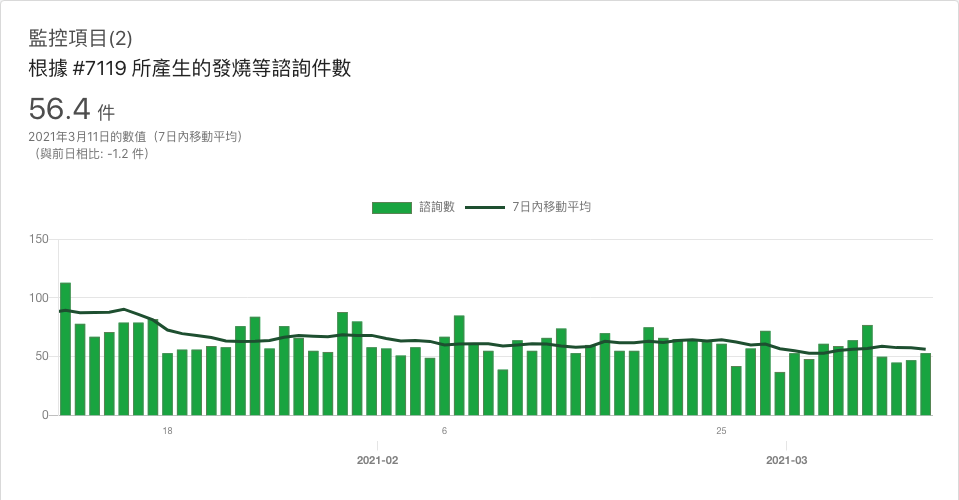 監控項目(2)
根據 #7119 所產生的發燒等諮詢件數
56.4 件
2021年3月11日的數值（7日內移動平均）
（與前日相比: -1.2 件）
諮詢數 7日內移動平均
150
100
50
0
18 6 25
2021-02 2021-03